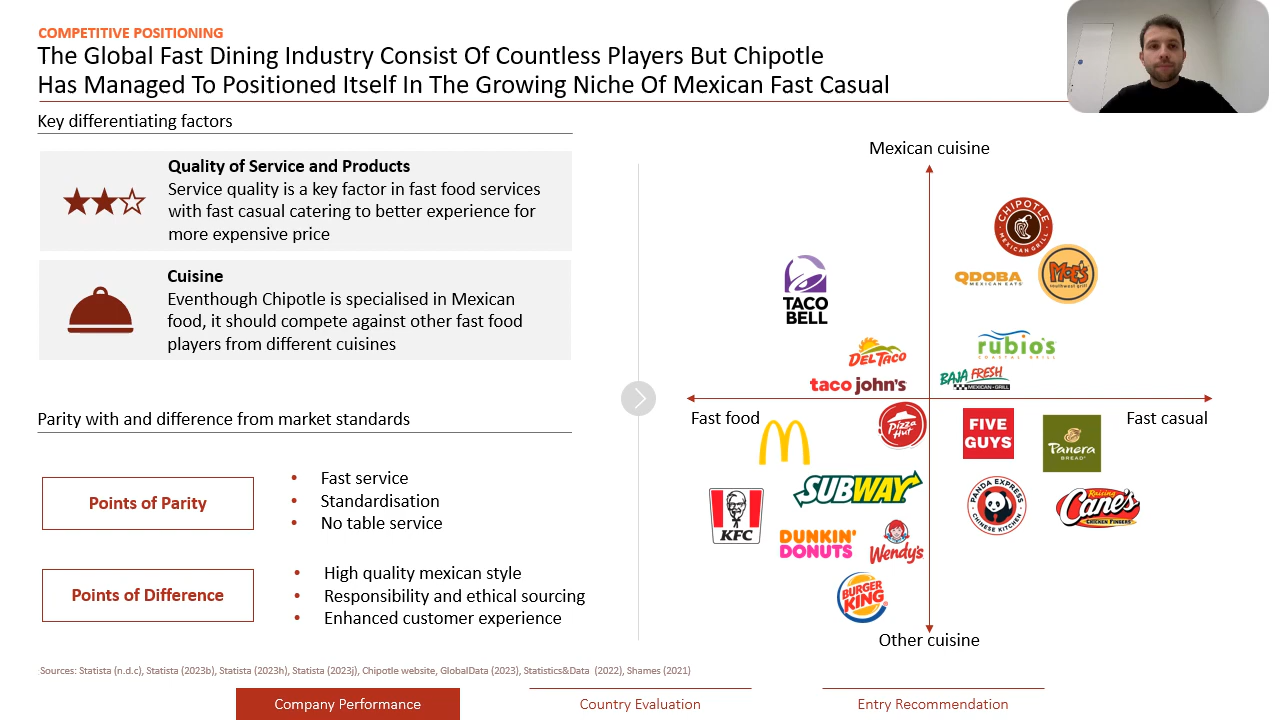 COMPETITIVE POSITIONING
The Global Fast Dining Industry Consist Of Countless Players But Chipotle
Has Managed To Positioned Itself In The Growing Niche Of Mexican Fast Casual
Key differentiating factors
Quality of Service and Products
Service quality is a key factor in fast food services
with fast casual catering to better experience for
more expensive price
Cuisine
Eventhough Chipotle is specialised in Mexican
food, it should compete against other fast food
players from different cuisines
Parity with and difference from market standards
Points of Parity
• Fast service
• Standardisation
• No table service
Points of Difference
• High quality mexican style
• Responsibility and ethical sourcing
• Enhanced customer experience
Mexican cuisine
CHIPOTLE
MEXICAN GRILL
TACO
BELL
QDOBA
MEXICAN EATS
MOE'S
Southwest grill
DEL TACO
rubio's
COASTAL GRILL
taco john's
BAJA FRESH
MEXICAN GRILL
Fast food
Fast casual
Pizza
Hut
FIVE
GUYS
Panera
BREAD
SUBWAY
KFC
PANDA EXPRESS
CHINESE KITCHEN
Raising
Cane's
CHICKEN FINGERS
DUNKIN'
DONUTS
Wendy's
BURGER
KING
Other cuisine
Sources: Statista (n.d.c), Statista (2023b), Statista (2023h), Statista (2023j), Chipotle website, GlobalData (2023), Statistics&Data (2022), Shames (2021)
Company Performance
Country Evaluation
Entry Recommendation